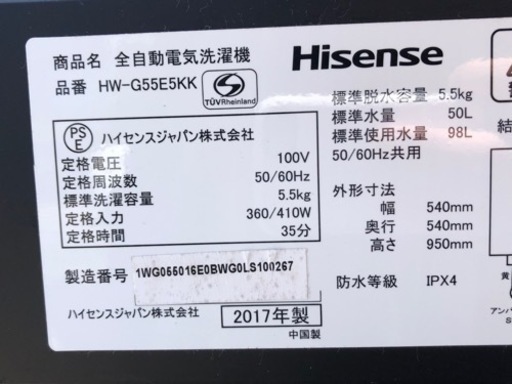 商品名 全自動電気洗濯機
品番 HW-G55E5KK
TÜVRheinland
Hisense
PS
E
ハイセンスジャパン株式会社
定格電圧 100V
定格周波数 50/60Hz
標準洗濯容量 5.5kg
定格入力 360/410W
定格時間 35分
製造番号 1WG055016E0BWG0LS100267
ハイセンスジャパン株式会社 2017年製
中国製
標準脱水容量 5.5kg
標準水量 50L
標準使用水量 98L
50/60Hz共用
外形寸法
幅 540mm
奥行 540mm
高さ 950mm
防水等級 IPX4
結
黄
アンバ